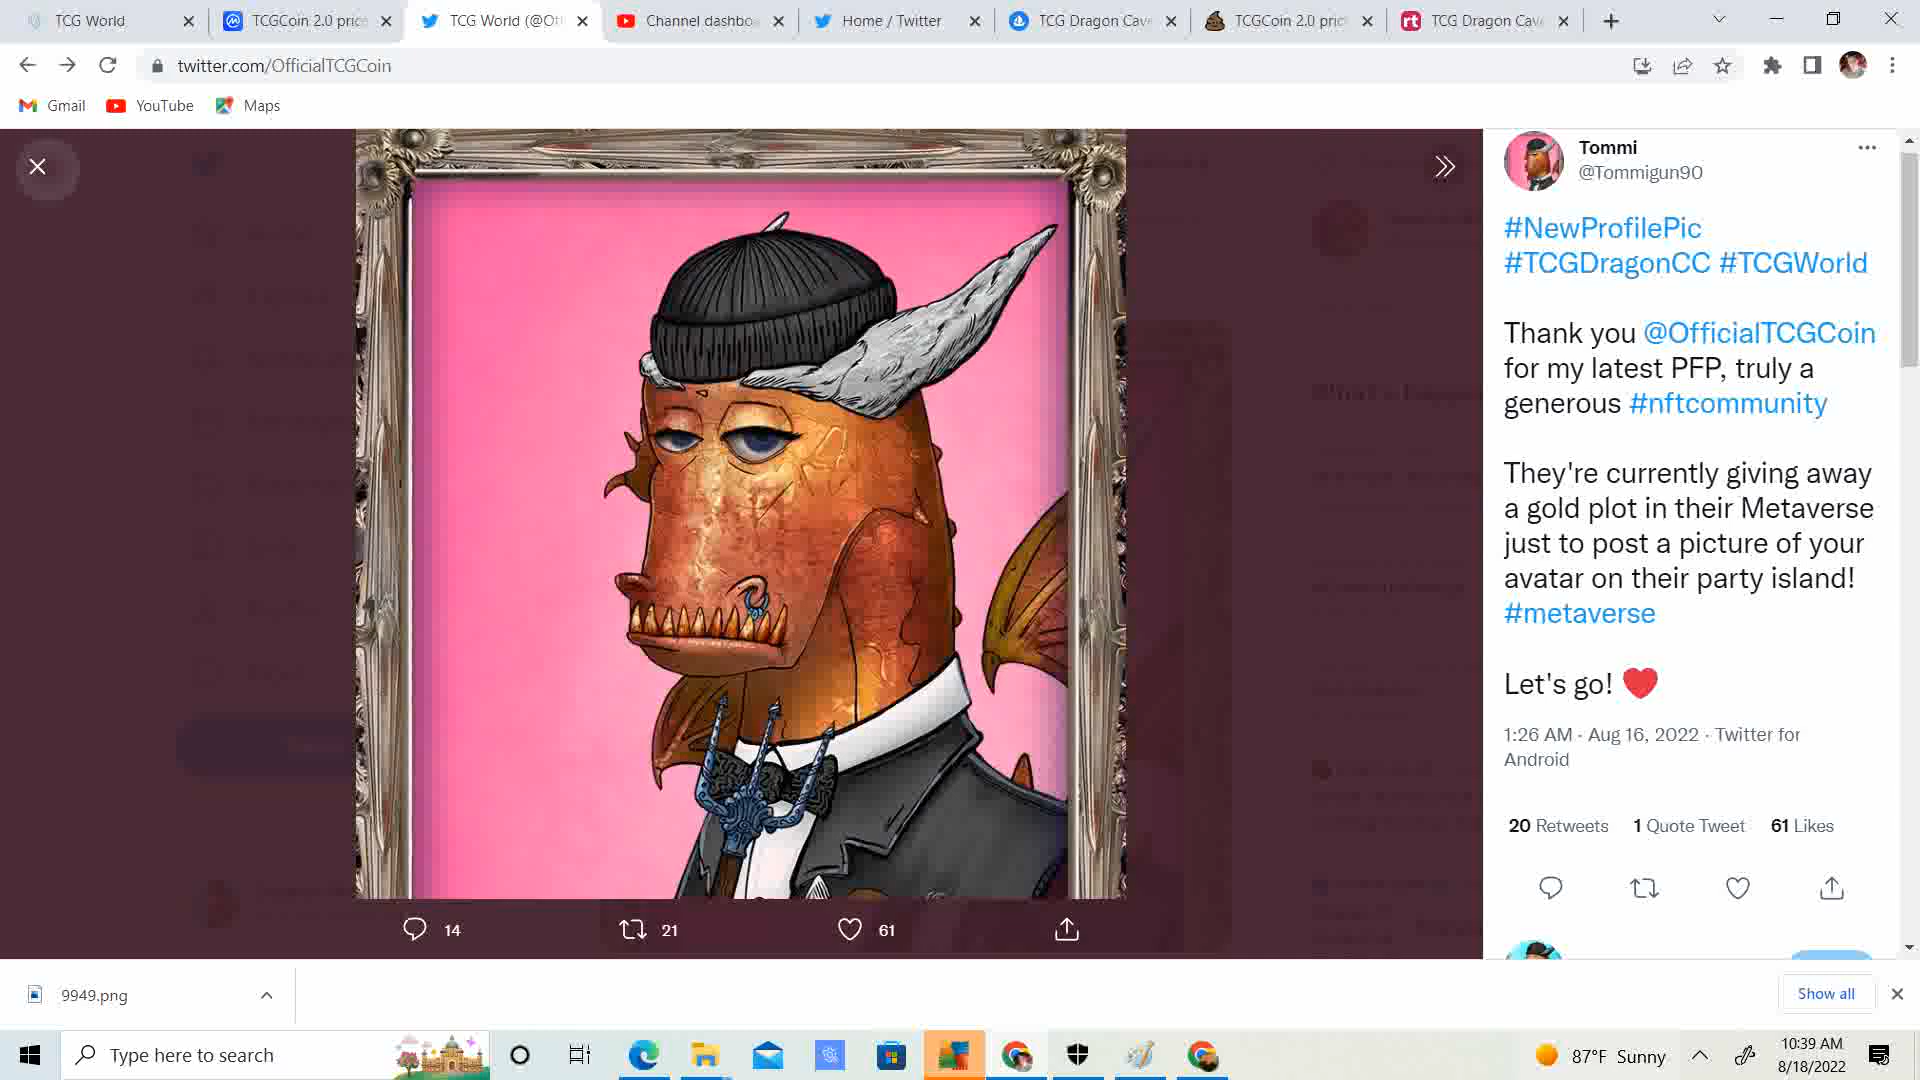 TCG World
TCGCoin 2.0 price
TCG World (@Off
Channel dashbo
Home / Twitter
TCG Dragon Cave
TCGCoin 2.0 pric
TCG Dragon Cave
twitter.com/OfficialTCGCoin
Gmail
YouTube
Maps
Tommi
@Tommigun90
#NewProfilePic
#TCGDragonCC #TCGWorld
Thank you @OfficialTCGCoin
for my latest PFP, truly a
generous #nftcommunity
They're currently giving away
a gold plot in their Metaverse
just to post a picture of your
avatar on their party island!
#metaverse
Let's go!
1:26 AM · Aug 16, 2022 · Twitter for
Android
20 Retweets 1 Quote Tweet 61 Likes
14
21
61
9949.png
Show all
Type here to search
87°F Sunny
10:39 AM
8/18/2022